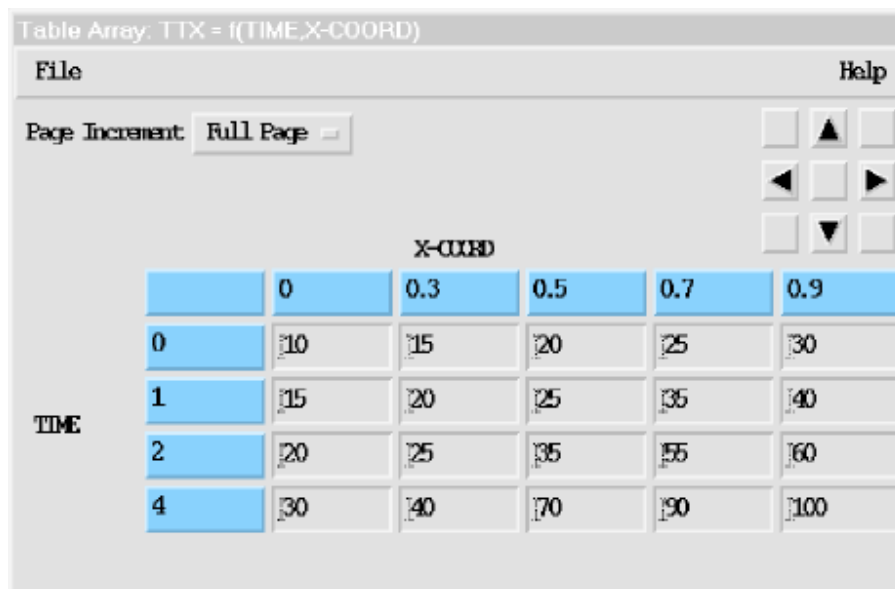 Table Array: TTX = f(TIME,X-COORD)
File Help
Page Increment Full Page
X-COORD
0 0.3 0.5 0.7 0.9
0 10 15 20 25 30
1 15 20 25 35 40
TIME
2 20 25 35 55 60
4 30 40 70 90 100